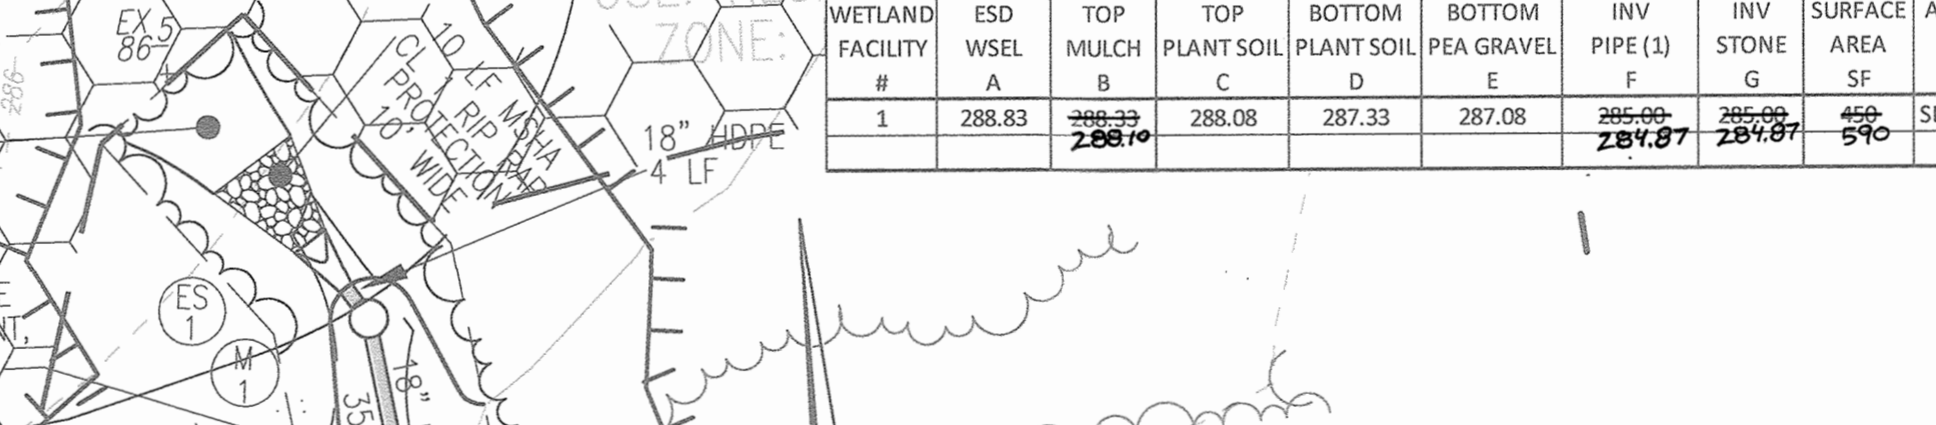 EX.5
86
286
10 LF MSHA
CL 1 RIP RAP
PROTECTION
10' WIDE
ZONE:
18" HDPE
4 LF
ES
1
M
1
18"
35
WETLAND FACILITY #
ESD WSEL A
TOP MULCH B
TOP PLANT SOIL C
BOTTOM PLANT SOIL D
BOTTOM PEA GRAVEL E
INV PIPE (1) F
INV STONE G
SURFACE AREA SF
1 288.83 288.33 288.08 287.33 287.08 285.00 285.00 450
288.10 284.87 284.87 590